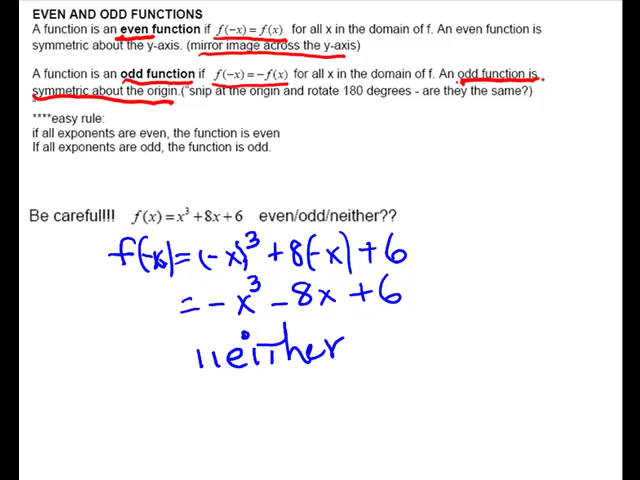 EVEN AND ODD FUNCTIONS
A function is an even function if f(−x) = f(x) for all x in the domain of f. An even function is
symmetric about the y-axis. (mirror image across the y-axis)
A function is an odd function if f(−x) = −f(x) for all x in the domain of f. An odd function is
symmetric about the origin.("snip at the origin and rotate 180 degrees - are they the same?)
****easy rule:
if all exponents are even, the function is even
If all exponents are odd, the function is odd.
Be careful!!! f(x) = x³ + 8x + 6 even/odd/neither??
f(-x) = (-x)³ + 8(-x) + 6
= -x³ - 8x + 6
neither